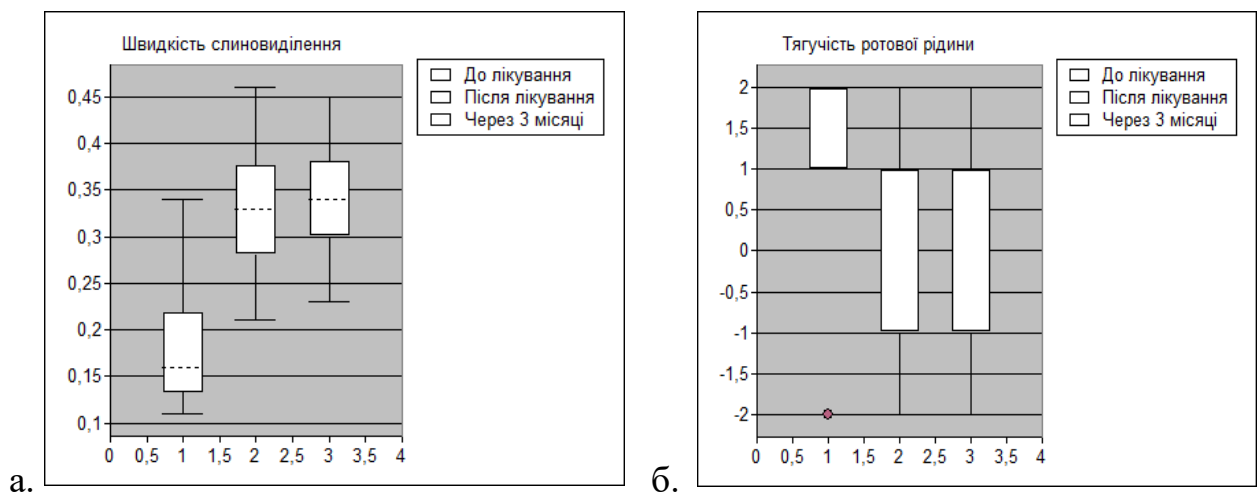 Швидкість слиновиділення
До лікування
Після лікування
Через 3 місяці
0,45
0,4
0,35
0,3
0,25
0,2
0,15
0,1
0 0,5 1 1,5 2 2,5 3 3,5 4
а.
Тягучість ротової рідини
До лікування
Після лікування
Через 3 місяці
2
1,5
1
0,5
0
-0,5
-1
-1,5
-2
0 0,5 1 1,5 2 2,5 3 3,5 4
б.